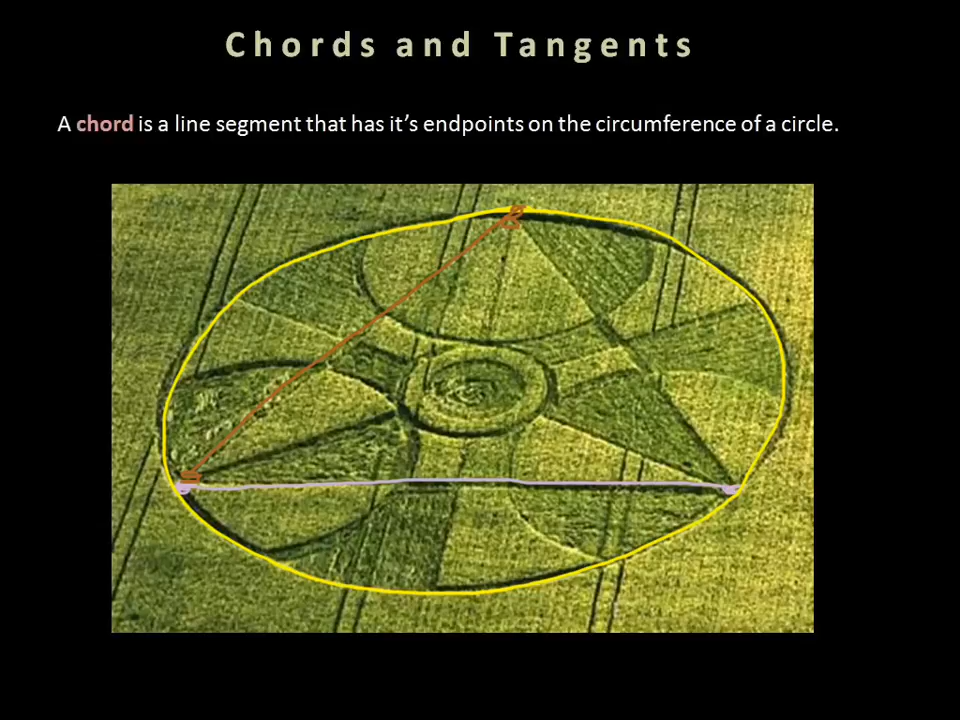 Chords and Tangents
A chord is a line segment that has it’s endpoints on the circumference of a circle.